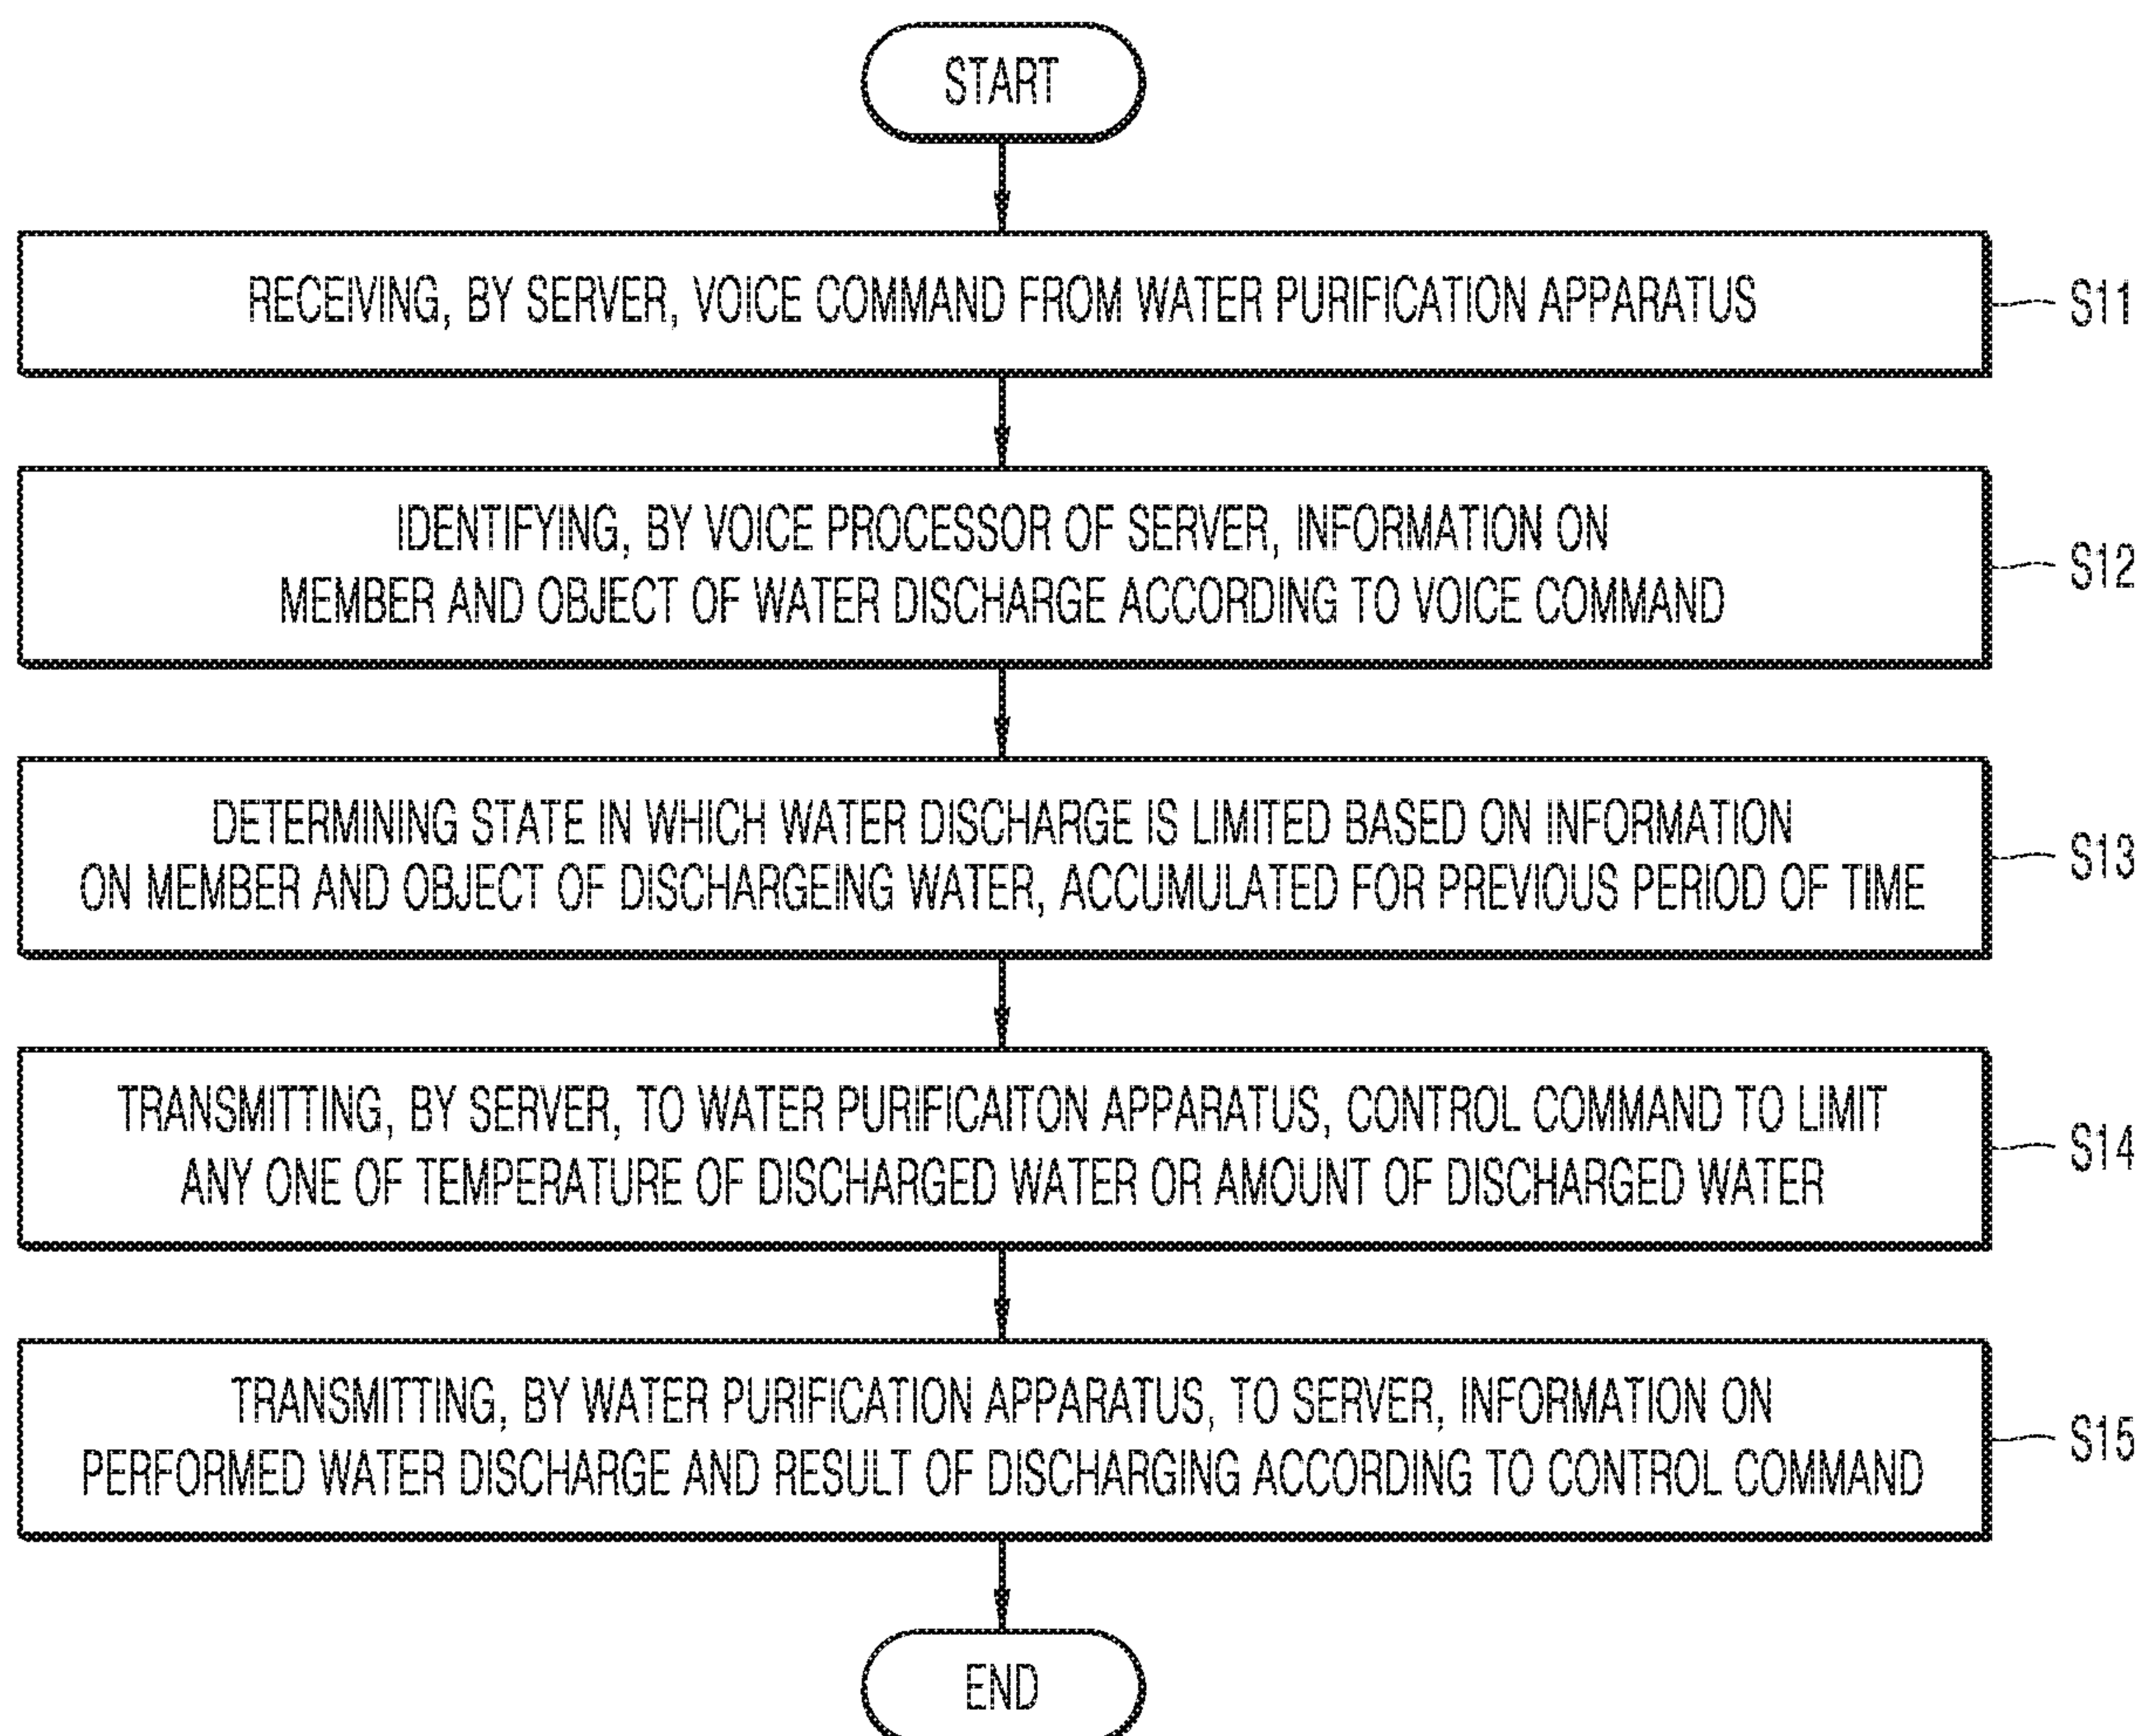 START
RECEIVING, BY SERVER, VOICE COMMAND FROM WATER PURIFICATION APPARATUS
S11
IDENTIFYING, BY VOICE PROCESSOR OF SERVER, INFORMATION ON
MEMBER AND OBJECT OF WATER DISCHARGE ACCORDING TO VOICE COMMAND
S12
DETERMINING STATE IN WHICH WATER DISCHARGE IS LIMITED BASED ON INFORMATION
ON MEMBER AND OBJECT OF DISCHARGEING WATER, ACCUMULATED FOR PREVIOUS PERIOD OF TIME
S13
TRANSMITTING, BY SERVER, TO WATER PURIFICAITON APPARATUS, CONTROL COMMAND TO LIMIT
ANY ONE OF TEMPERATURE OF DISCHARGED WATER OR AMOUNT OF DISCHARGED WATER
S14
TRANSMITTING, BY WATER PURIFICATION APPARATUS, TO SERVER, INFORMATION ON
PERFORMED WATER DISCHARGE AND RESULT OF DISCHARGING ACCORDING TO CONTROL COMMAND
S15
END